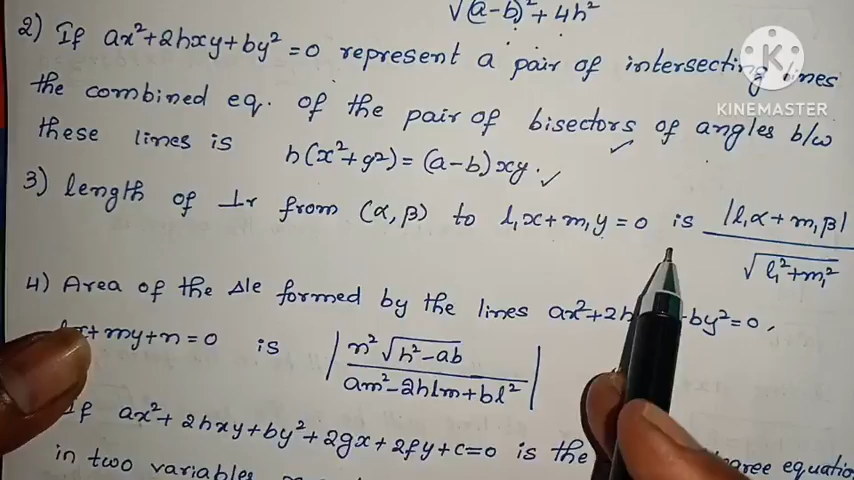 √(a-b)²+4h²
2) If ax²+2hxy+by²=0 represent a pair of intersecting lines
the combined eq. of the pair of bisectors of angles b/w
these lines is h(x²-y²)=(a-b)xy.
3) length of ⊥r from (α,β) to l₁x+m₁y=0 is |l₁α+m₁β| / √l₁²+m₁²
4) Area of the Δle formed by the lines ax²+2h by²=0,
lx+my+n=0 is | n²√h²-ab / am²-2hlm+bl² |
If ax²+2hxy+by²+2gx+2fy+c=0 is the degree equation
in two variables
KINEMASTER